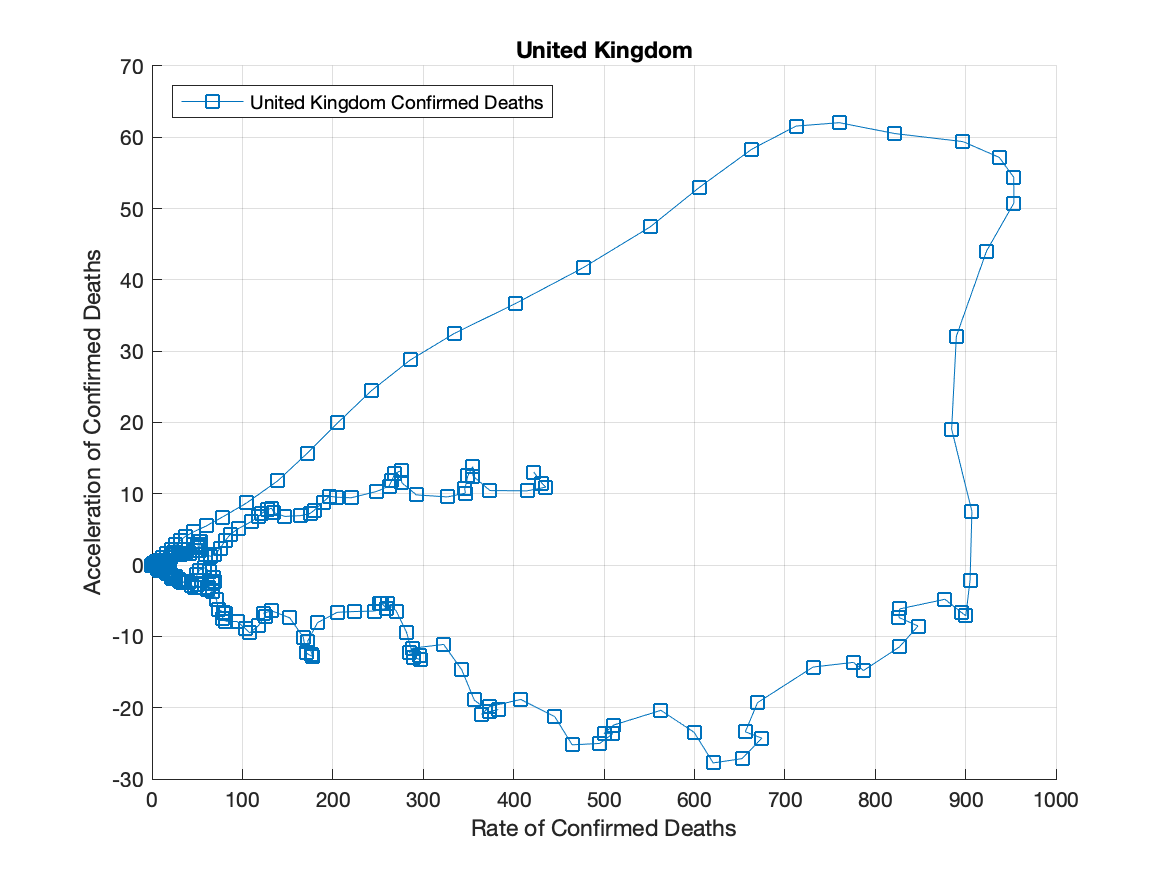 United Kingdom
70
United Kingdom Confirmed Deaths
60
50
40
30
20
10
0
-10
-20
-30
Acceleration of Confirmed Deaths
0 100 200 300 400 500 600 700 800 900 1000
Rate of Confirmed Deaths